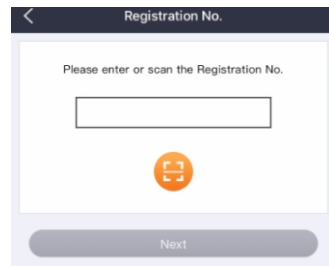 Registration No.
Please enter or scan the Registration No.
Next